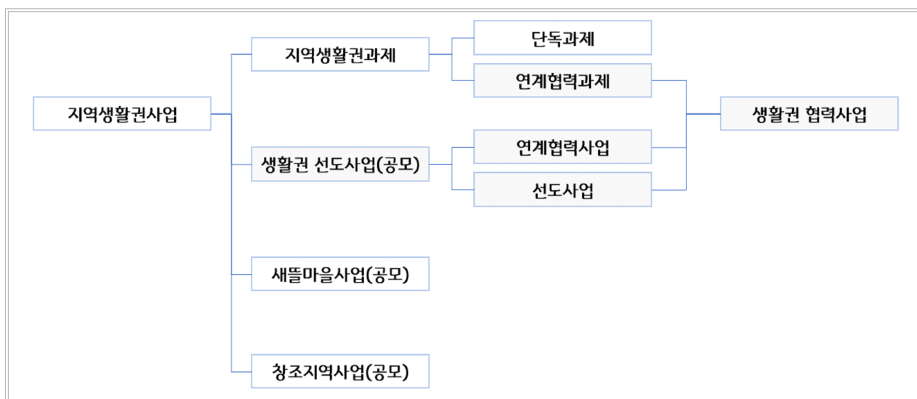 지역생활권사업
지역생활권과제
단독과제
연계협력과제
생활권 선도사업(공모)
연계협력사업
선도사업
생활권 협력사업
새뜰마을사업(공모)
창조지역사업(공모)